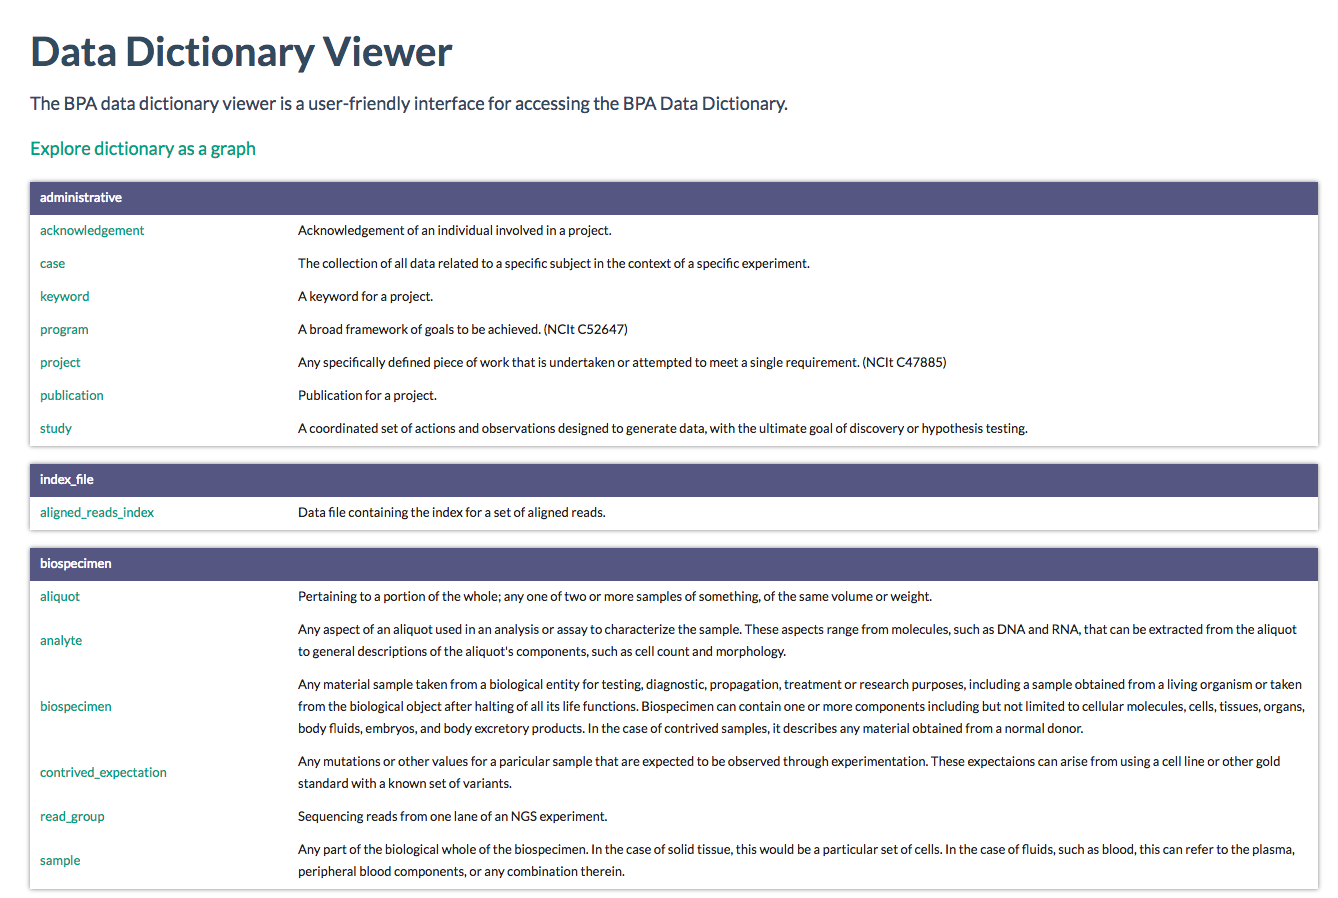 Data Dictionary Viewer
The BPA data dictionary viewer is a user-friendly interface for accessing the BPA Data Dictionary.
Explore dictionary as a graph
administrative
acknowledgement Acknowledgement of an individual involved in a project.
case The collection of all data related to a specific subject in the context of a specific experiment.
keyword A keyword for a project.
program A broad framework of goals to be achieved. (NCIt C52647)
project Any specifically defined piece of work that is undertaken or attempted to meet a single requirement. (NCIt C47885)
publication Publication for a project.
study A coordinated set of actions and observations designed to generate data, with the ultimate goal of discovery or hypothesis testing.
index_file
aligned_reads_index Data file containing the index for a set of aligned reads.
biospecimen
aliquot Pertaining to a portion of the whole; any one of two or more samples of something, of the same volume or weight.
analyte Any aspect of an aliquot used in an analysis or assay to characterize the sample. These aspects range from molecules, such as DNA and RNA, that can be extracted from the aliquot
to general descriptions of the aliquot's components, such as cell count and morphology.
Any material sample taken from a biological entity for testing, diagnostic, propagation, treatment or research purposes, including a sample obtained from a living organism or taken
biospecimen from the biological object after halting of all its life functions. Biospecimen can contain one or more components including but not limited to cellular molecules, cells, tissues, organs,
body fluids, embryos, and body excretory products. In the case of contrived samples, it describes any material obtained from a normal donor.
contrived_expectation Any mutations or other values for a paricular sample that are expected to be observed through experimentation. These expectaions can arise from using a cell line or other gold
standard with a known set of variants.
read_group Sequencing reads from one lane of an NGS experiment.
sample Any part of the biological whole of the biospecimen. In the case of solid tissue, this would be a particular set of cells. In the case of fluids, such as blood, this can refer to the plasma,
peripheral blood components, or any combination therein.